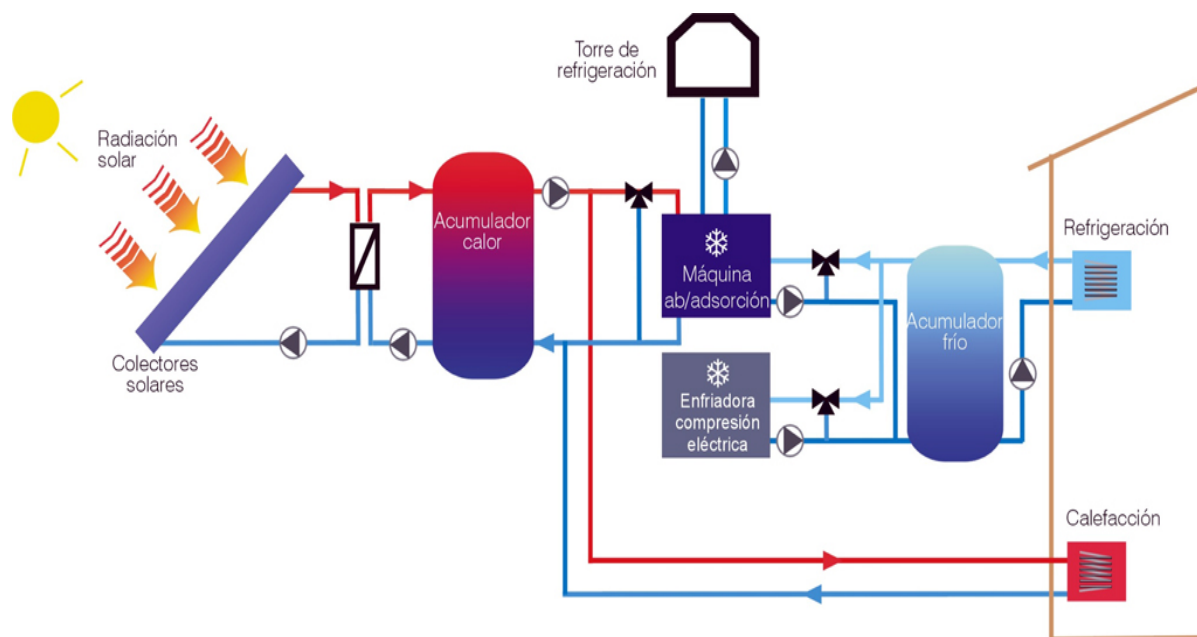 Torre de
refrigeración
Radiación
solar
Acumulador
calor
Refrigeración
Máquina
ab/adsorción
Acumulador
frío
Colectores
solares
Enfriadora
compresión
eléctrica
Calefacción